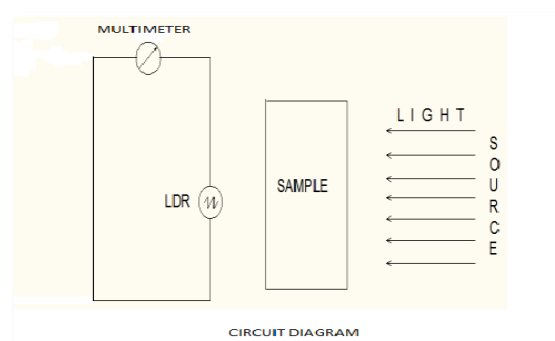 MULTIMETER
LIGHT
SOURCE
SAMPLE
LDR
CIRCUIT DIAGRAM